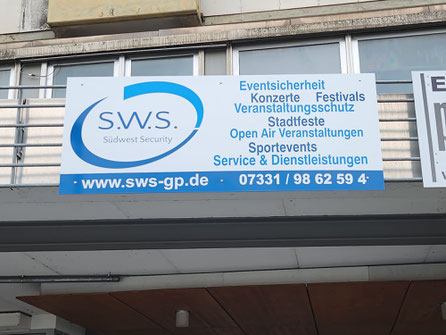 S.W.S.
Südwest Security
Eventsicherheit
Konzerte Festivals
Veranstaltungsschutz
Stadtfeste
Open Air Veranstaltungen
Sportevents
Service & Dienstleistungen
www.sws-gp.de · 07331 / 98 62 59 4